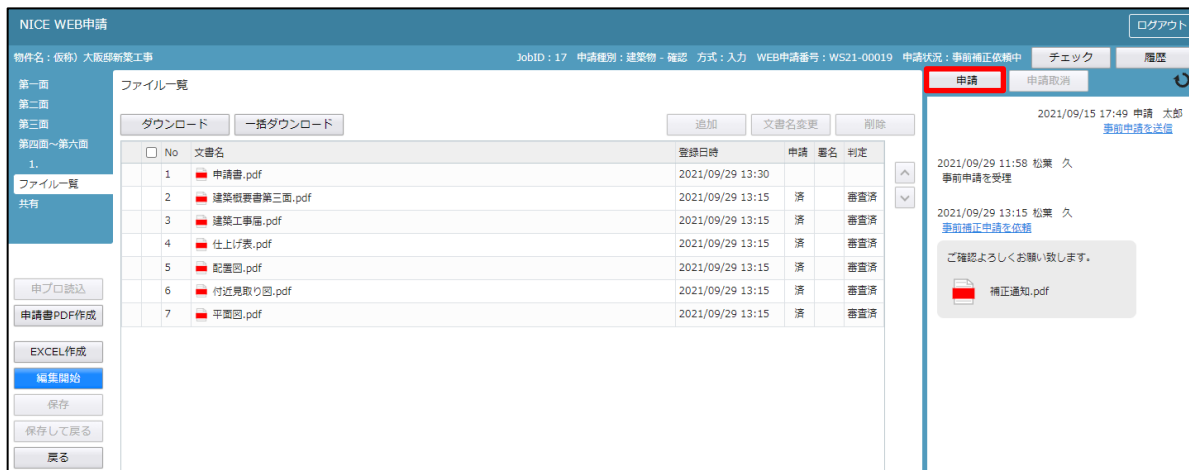 NICE WEB申請
ログアウト
物件名：仮称）大阪邸新築工事 JobID：17 申請種別：建築物 - 確認 方式：入力 WEB申請番号：WS21-00019 申請状況：事前補正依頼中 チェック 履歴
第一面
第二面
第三面
第四面～第六面
1.
ファイル一覧
共有
申プロ読込
申請書PDF作成
EXCEL作成
編集開始
保存
保存して戻る
戻る
ファイル一覧
ダウンロード 一括ダウンロード 追加 文書名変更 削除
No 文書名 登録日時 申請 署名 判定
1 申請書.pdf 2021/09/29 13:30
2 建築概要書第三面.pdf 2021/09/29 13:15 済 審査済
3 建築工事届.pdf 2021/09/29 13:15 済 審査済
4 仕上げ表.pdf 2021/09/29 13:15 済 審査済
5 配置図.pdf 2021/09/29 13:15 済 審査済
6 付近見取り図.pdf 2021/09/29 13:15 済 審査済
7 平面図.pdf 2021/09/29 13:15 済 審査済
申請 申請取消
2021/09/15 17:49 申請 太郎
事前申請を送信
2021/09/29 11:58 松葉 久
事前申請を受理
2021/09/29 13:15 松葉 久
事前補正申請を依頼
ご確認よろしくお願い致します。
補正通知.pdf